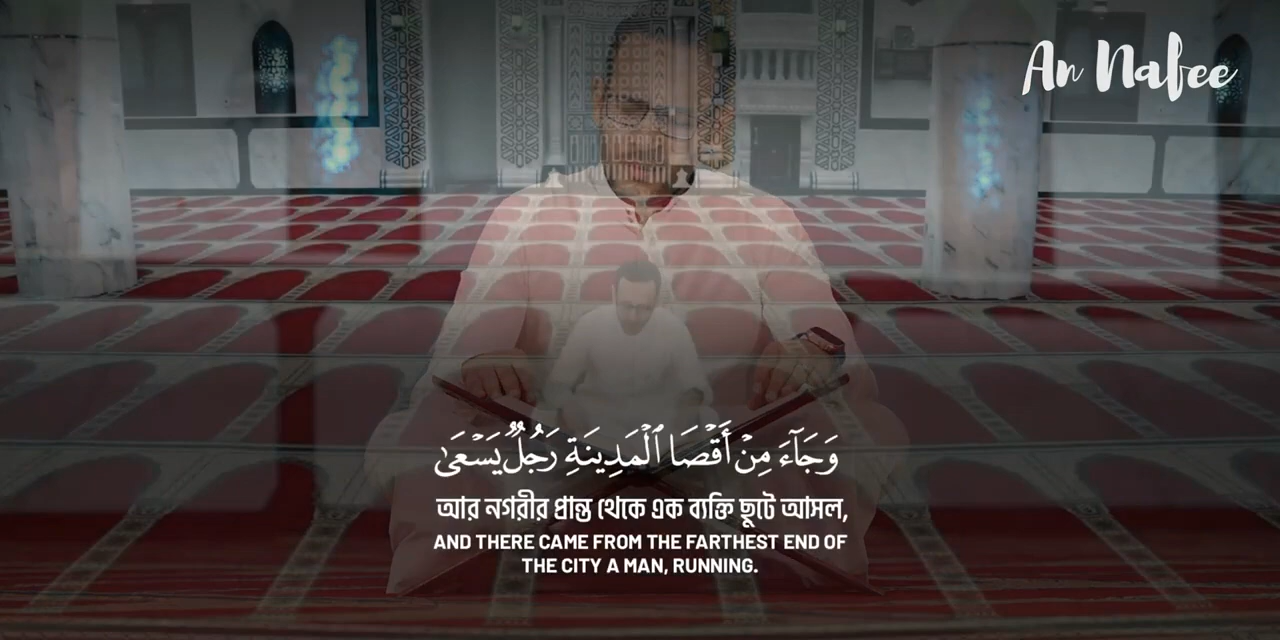 An Nafee
وَجَآءَ مِنْ أَقْصَا ٱلْمَدِينَةِ رَجُلٌ يَسْعَىٰ
আর নগরীর প্রান্ত থেকে এক ব্যক্তি ছুটে আসল,
AND THERE CAME FROM THE FARTHEST END OF
THE CITY A MAN, RUNNING.